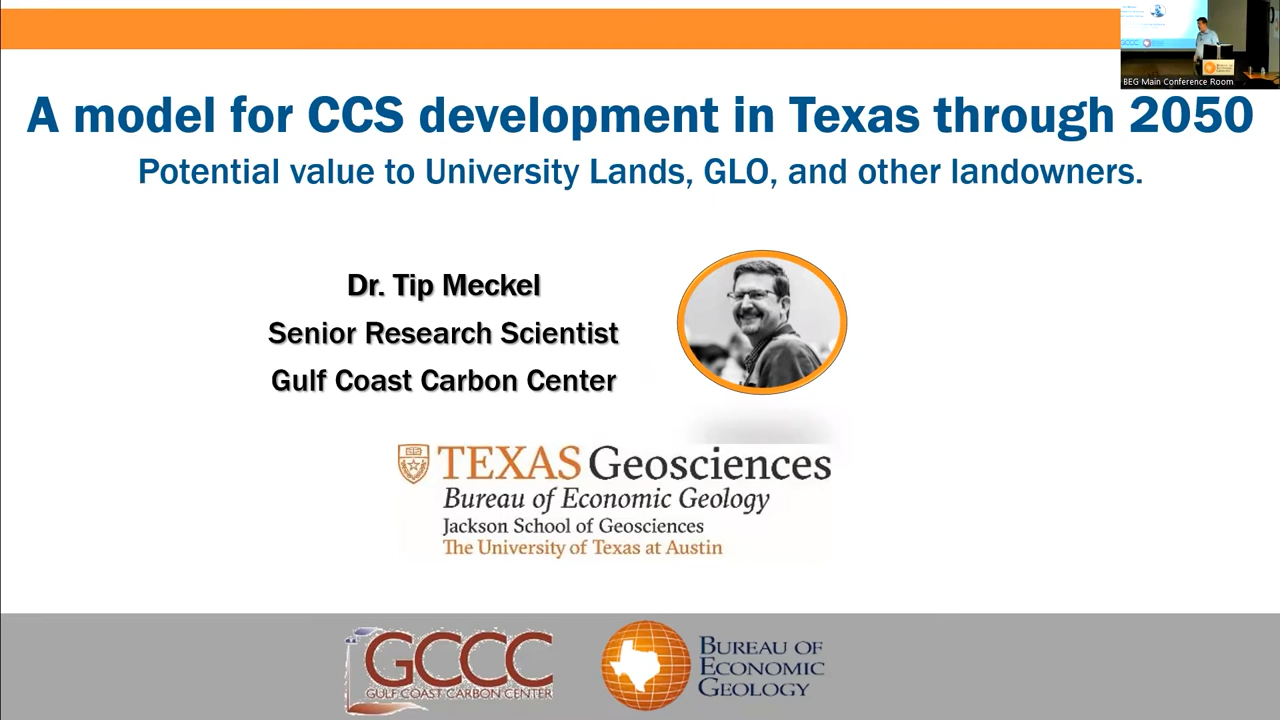 BEG Main Conference Room
A model for CCS development in Texas through 2050
Potential value to University Lands, GLO, and other landowners.
Dr. Tip Meckel
Senior Research Scientist
Gulf Coast Carbon Center
TEXAS Geosciences
Bureau of Economic Geology
Jackson School of Geosciences
The University of Texas at Austin
GCCC
GULF COAST CARBON CENTER
BUREAU OF
ECONOMIC
GEOLOGY